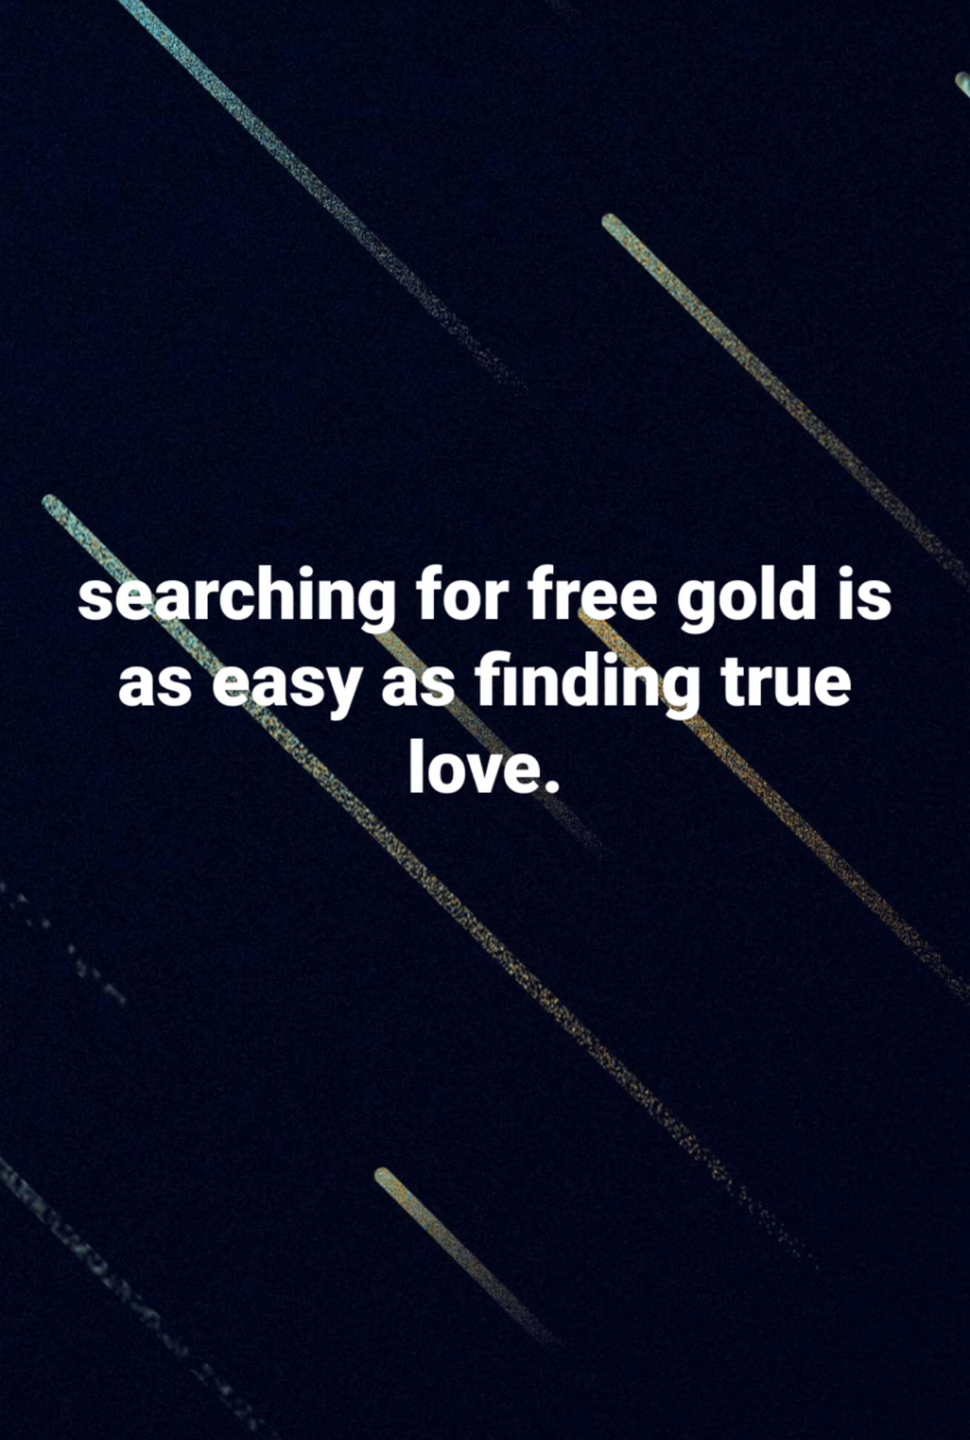 searching for free gold is
as easy as finding true
love.